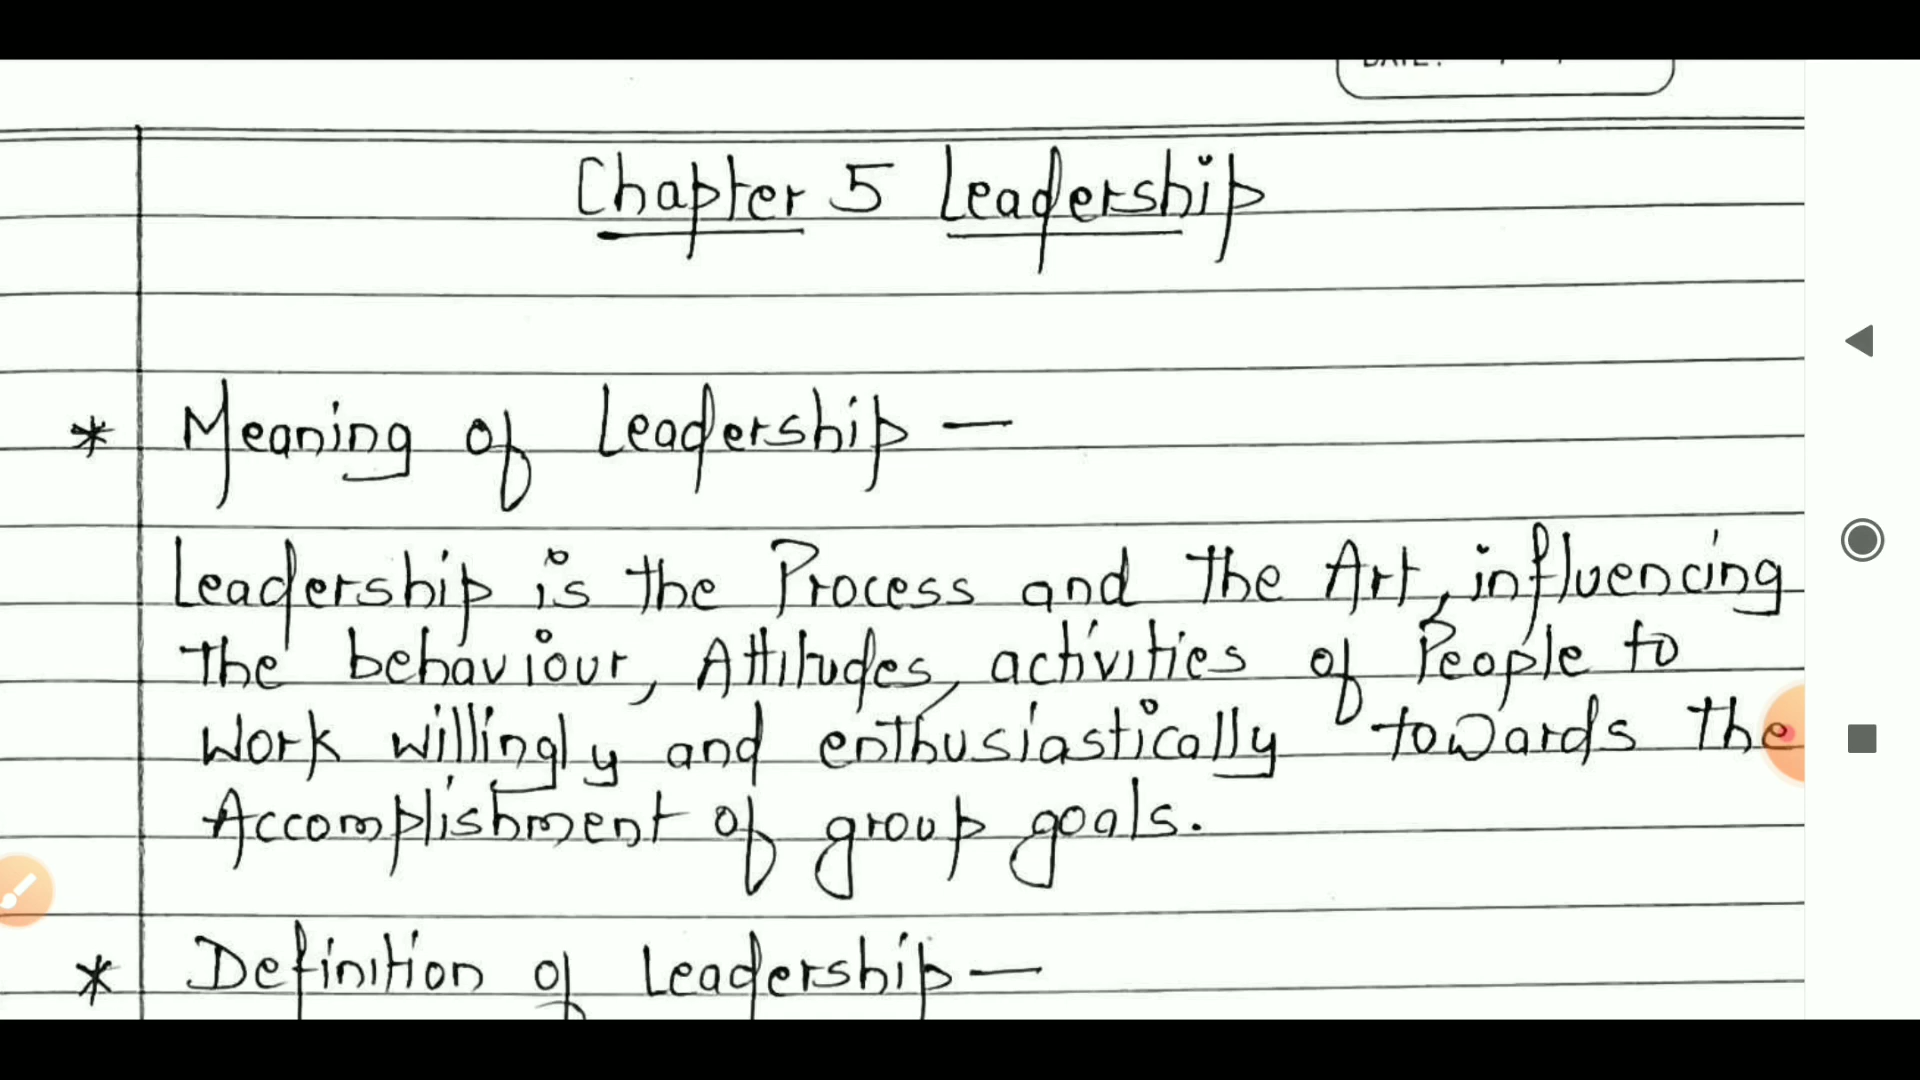 DATE: / /
Chapter 5 Leadership
* Meaning of Leadership —
Leadership is the Process and the Art, influencing
The behaviour, Attitudes, activities of People to
Work willingly and enthusiastically towards The
Accomplishment of group goals.
* Definition of Leadership —